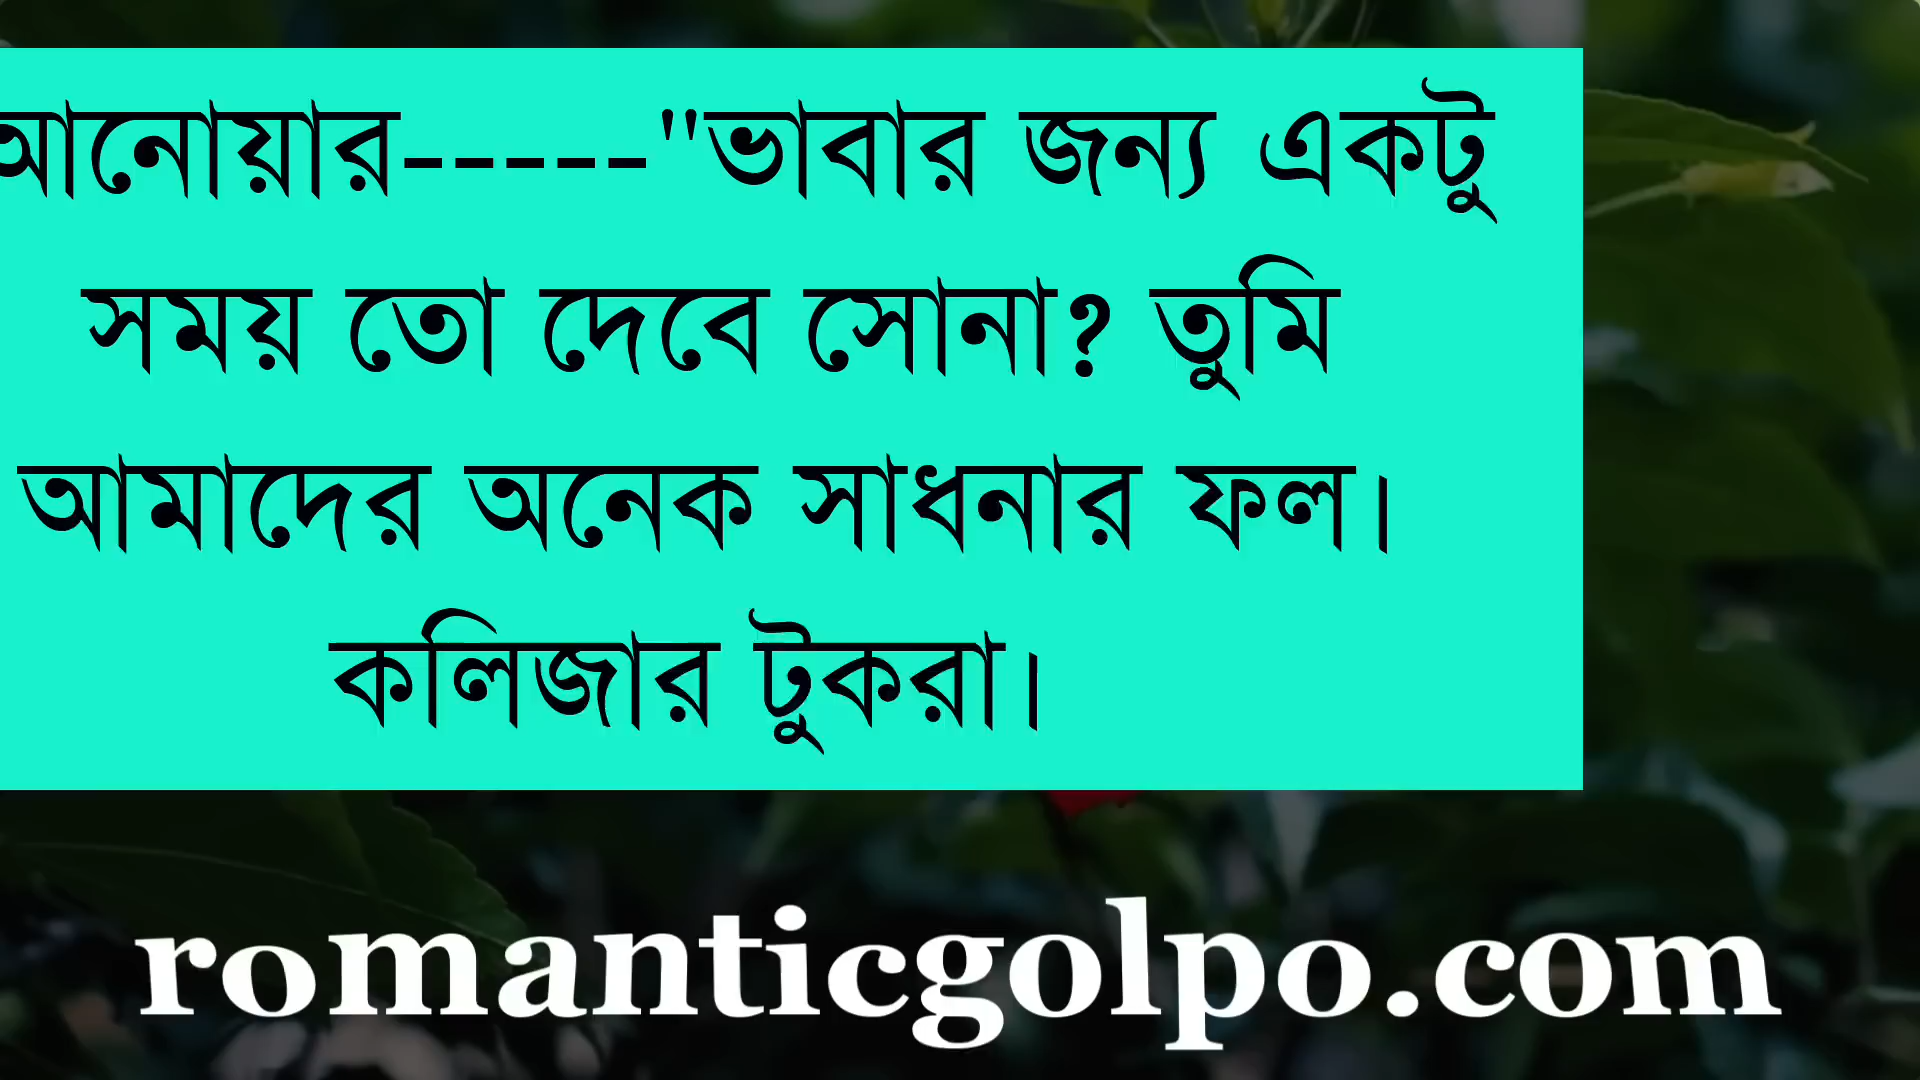 আনোয়ার-----"ভাবার জন্য একটু
সময় তো দেবে সোনা? তুমি
আমাদের অনেক সাধনার ফল।
কলিজার টুকরা।
romanticgolpo.com